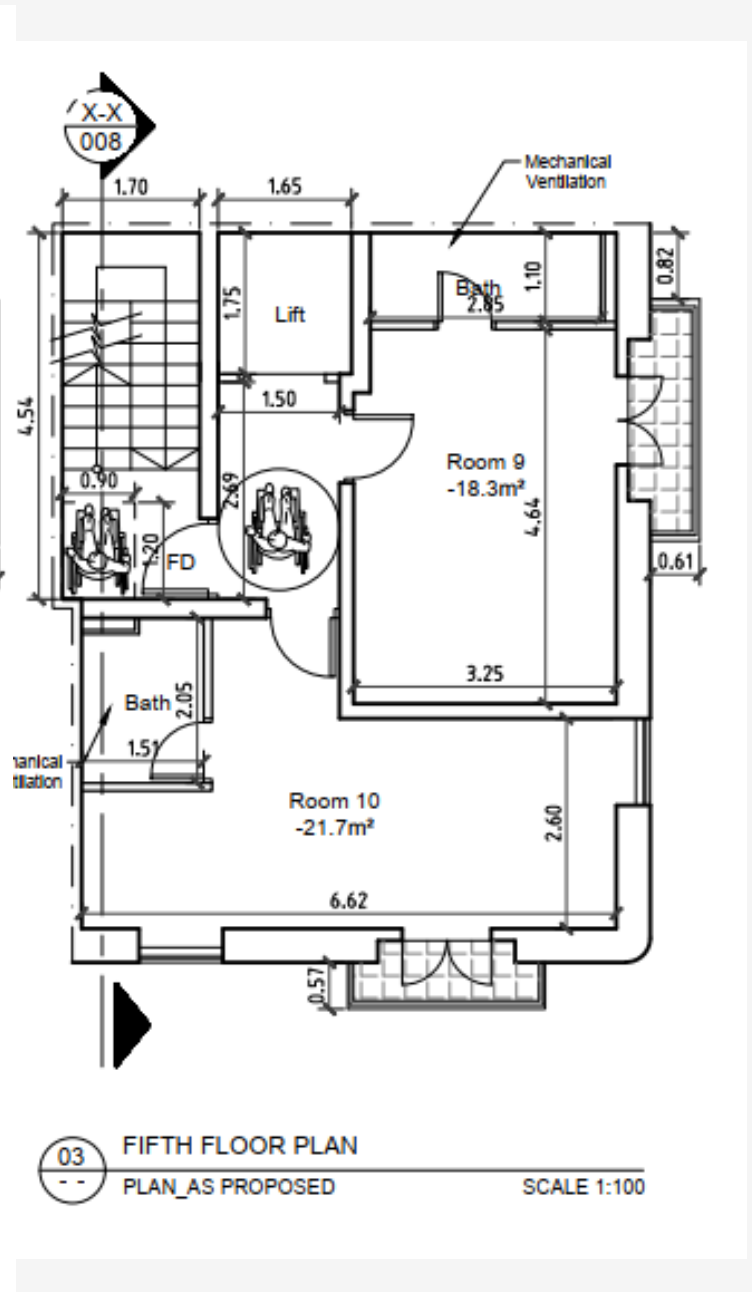 X-X
008
Mechanical
Ventilation
1.70
1.65
0.82
1.10
Bath
2.85
1.75
Lift
1.50
4.54
Room 9
-18.3m²
0.90
2.69
4.64
1.20
FD
0.61
3.25
Bath
2.05
1.51
Room 10
-21.7m²
2.60
6.62
0.57
03
- -
FIFTH FLOOR PLAN
PLAN_AS PROPOSED
SCALE 1:100